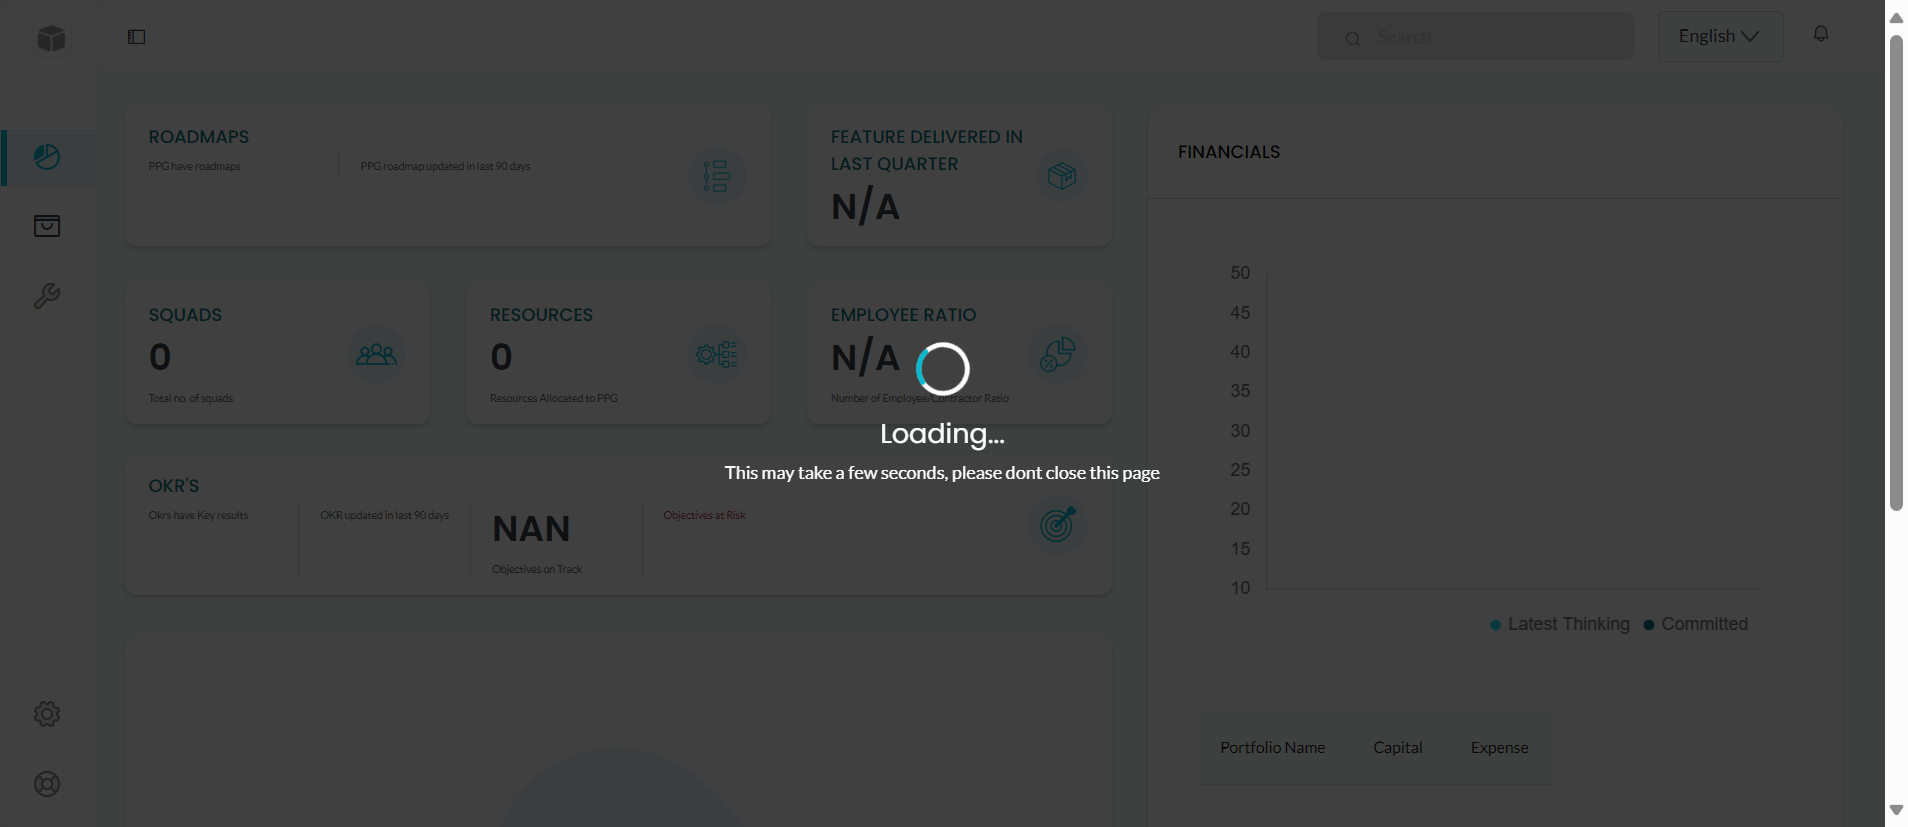 Search
English
ROADMAPS
PPG have roadmaps
PPG roadmap updated in last 90 days
FEATURE DELIVERED IN
LAST QUARTER
N/A
FINANCIALS
SQUADS
0
Total no. of squads
RESOURCES
0
Resources Allocated to PPG
EMPLOYEE RATIO
N/A
Number of Employee/Contractor Ratio
Loading...
This may take a few seconds, please dont close this page
OKR'S
Okrs have Key results
OKR updated in last 90 days
NAN
Objectives on Track
Objectives at Risk
50
45
40
35
30
25
20
15
10
Latest Thinking
Committed
Portfolio Name Capital Expense